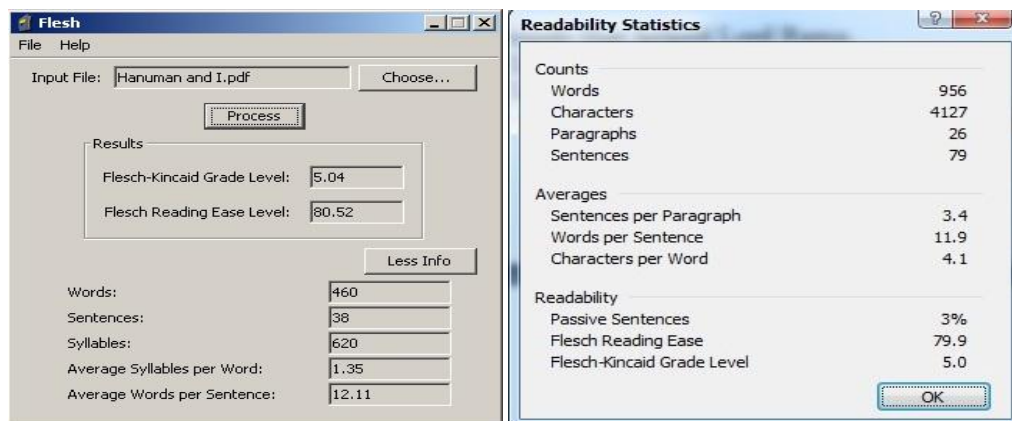 Flesh
File Help
Input File: Hanuman and I.pdf Choose...
Process
Results
Flesch-Kincaid Grade Level: 5.04
Flesch Reading Ease Level: 80.52
Less Info
Words: 460
Sentences: 38
Syllables: 620
Average Syllables per Word: 1.35
Average Words per Sentence: 12.11
Readability Statistics
Counts
Words 956
Characters 4127
Paragraphs 26
Sentences 79
Averages
Sentences per Paragraph 3.4
Words per Sentence 11.9
Characters per Word 4.1
Readability
Passive Sentences 3%
Flesch Reading Ease 79.9
Flesch-Kincaid Grade Level 5.0
OK